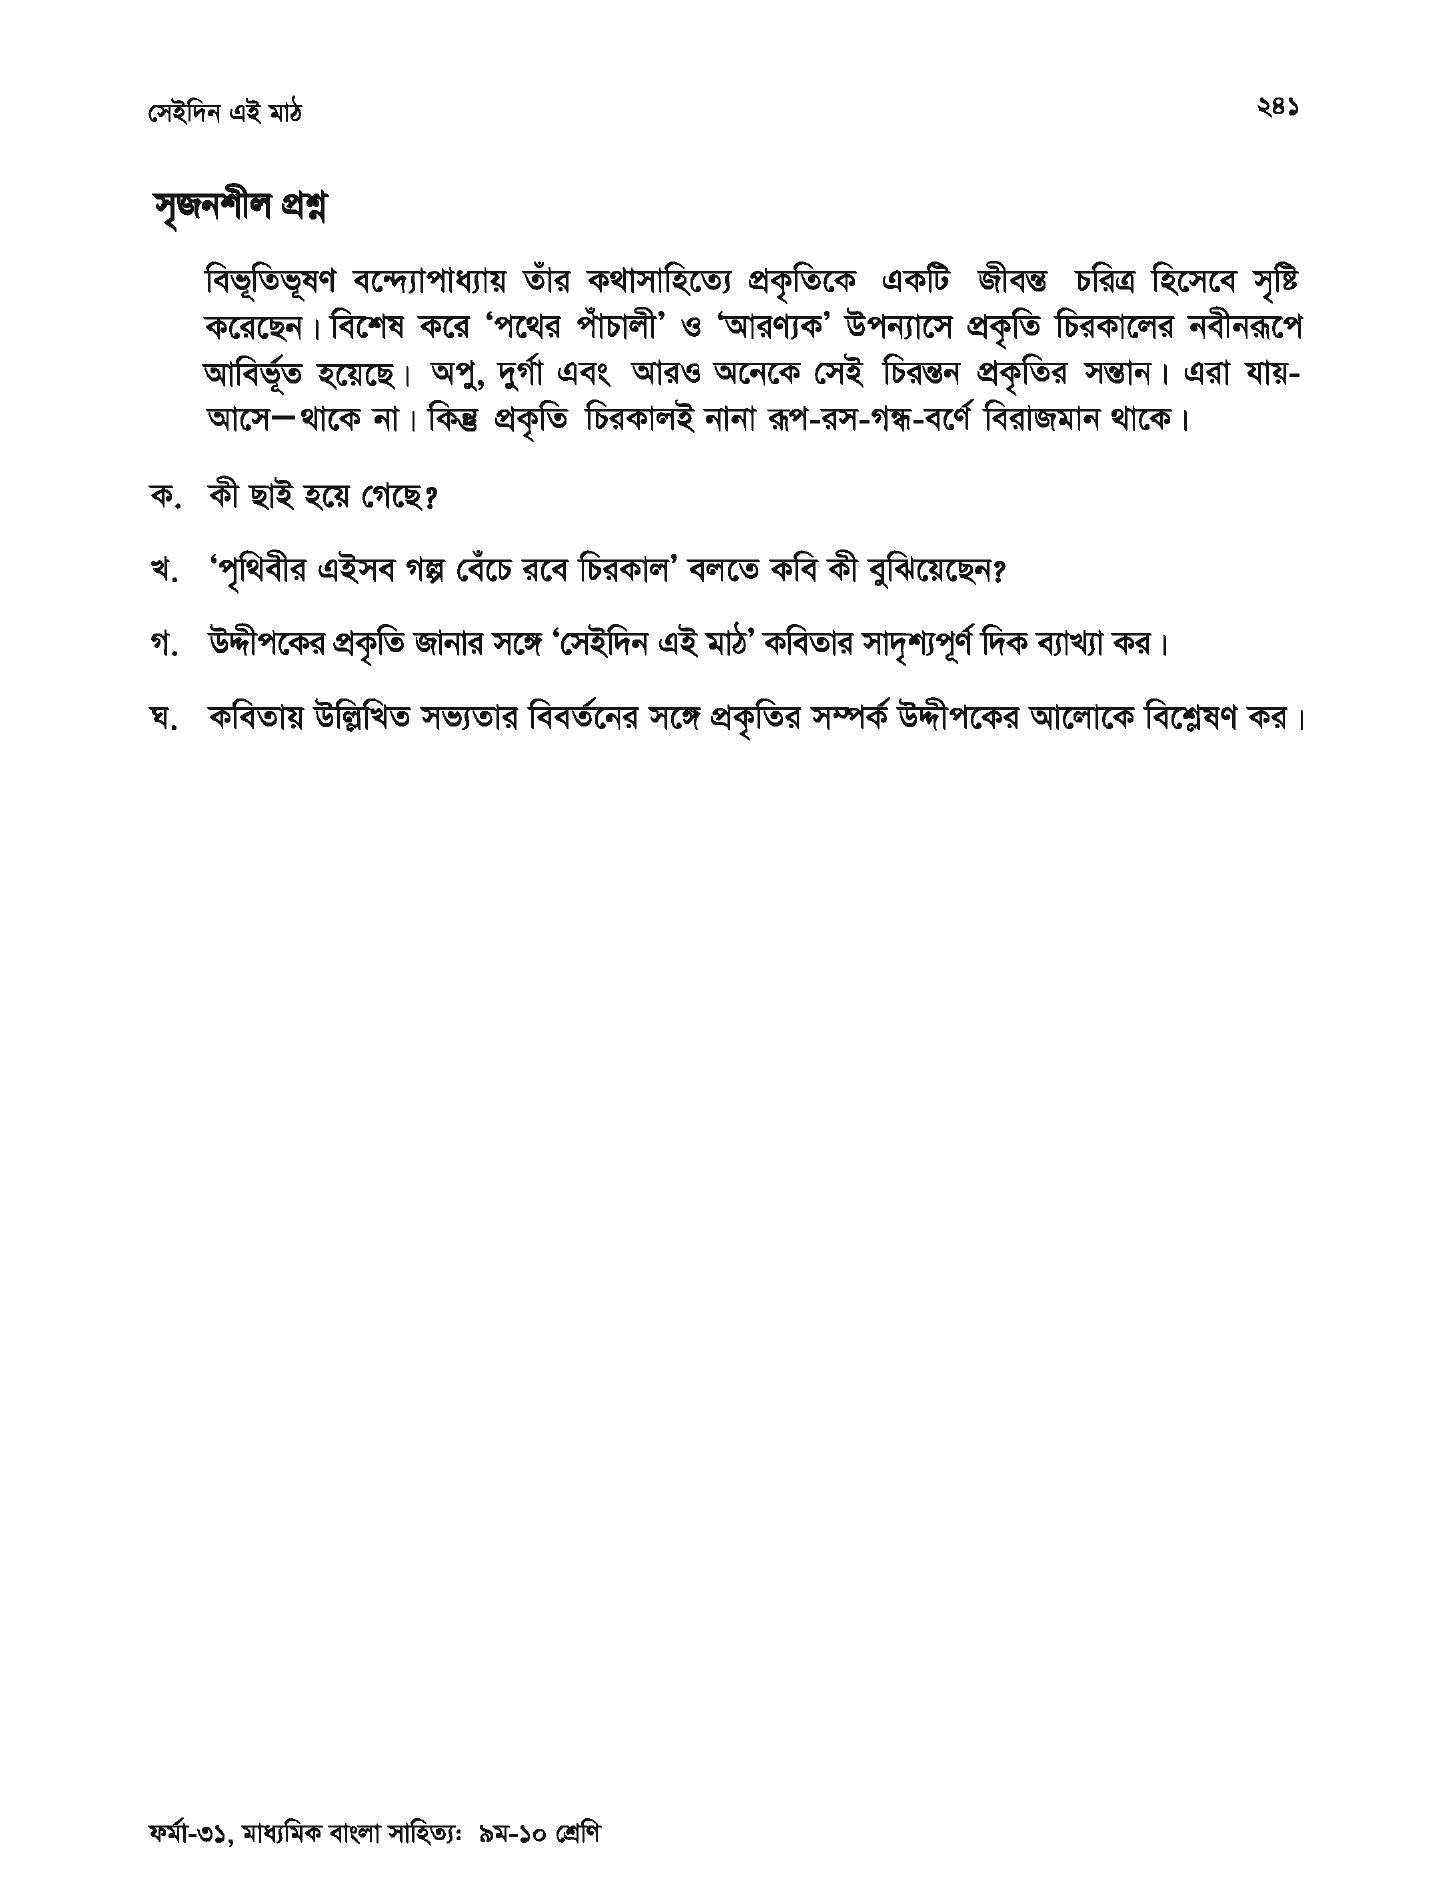 সেইদিন এই মাঠ
২৪১
সৃজনশীল প্রশ্ন
বিভূতিভূষণ বন্দ্যোপাধ্যায় তাঁর কথাসাহিত্যে প্রকৃতিকে একটি জীবন্ত চরিত্র হিসেবে সৃষ্টি
করেছেন। বিশেষ করে ‘পথের পাঁচালী’ ও ‘আরণ্যক’ উপন্যাসে প্রকৃতি চিরকালের নবীনরূপে
আবির্ভূত হয়েছে। অপু, দুর্গা এবং আরও অনেকে সেই চিরন্তন প্রকৃতির সন্তান। এরা যায়-
আসে—থাকে না। কিন্তু প্রকৃতি চিরকালই নানা রূপ-রস-গন্ধ-বর্ণে বিরাজমান থাকে।
ক. কী ছাই হয়ে গেছে?
খ. ‘পৃথিবীর এইসব গল্প বেঁচে রবে চিরকাল’ বলতে কবি কী বুঝিয়েছেন?
গ. উদ্দীপকের প্রকৃতি জানার সঙ্গে ‘সেইদিন এই মাঠ’ কবিতার সাদৃশ্যপূর্ণ দিক ব্যাখ্যা কর।
ঘ. কবিতায় উল্লিখিত সভ্যতার বিবর্তনের সঙ্গে প্রকৃতির সম্পর্ক উদ্দীপকের আলোকে বিশ্লেষণ কর।
ফর্মা-৩১, মাধ্যমিক বাংলা সাহিত্য: ৯ম-১০ শ্রেণি